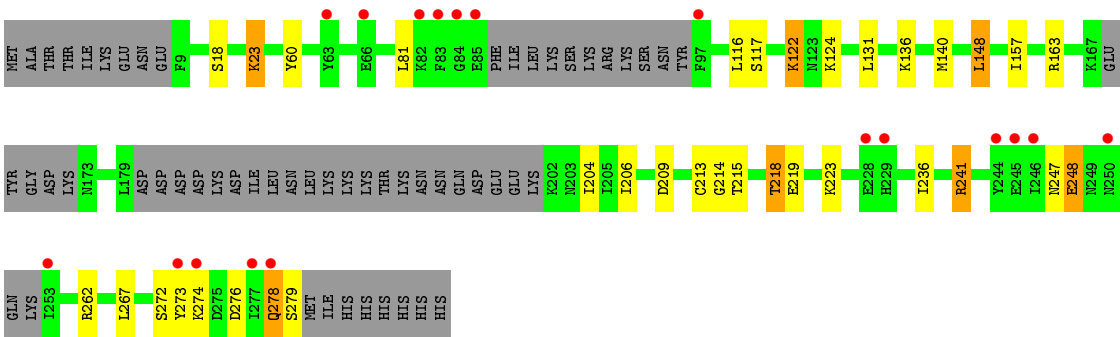 MET ALA THR THR ILE LYS GLU ASN GLU F9 S18 K23 Y60 Y63 E66 L81 K82 F83 G84 E85 PHE ILE LEU LYS SER LYS ARG LYS SER ASN TYR F97 L116 S117 K122 N123 K124 L131 K136 M140 L148 I157 R163 K167 GLU
TYR GLY ASP LYS N173 L179 ASP ASP ASP ASP LYS ASP ILE LEU ASN LEU LYS LYS LYS THR LYS ASN ASN GLN ASP GLU GLU LYS K202 N203 I204 I205 I206 D209 C213 G214 T215 T218 E219 K223 E228 H229 I236 R241 Y244 E245 I246 N247 E248 N249 N250
GLN LYS I253 R262 L267 S272 Y273 K274 D275 D276 I277 Q278 S279 MET ILE HIS HIS HIS HIS HIS HIS